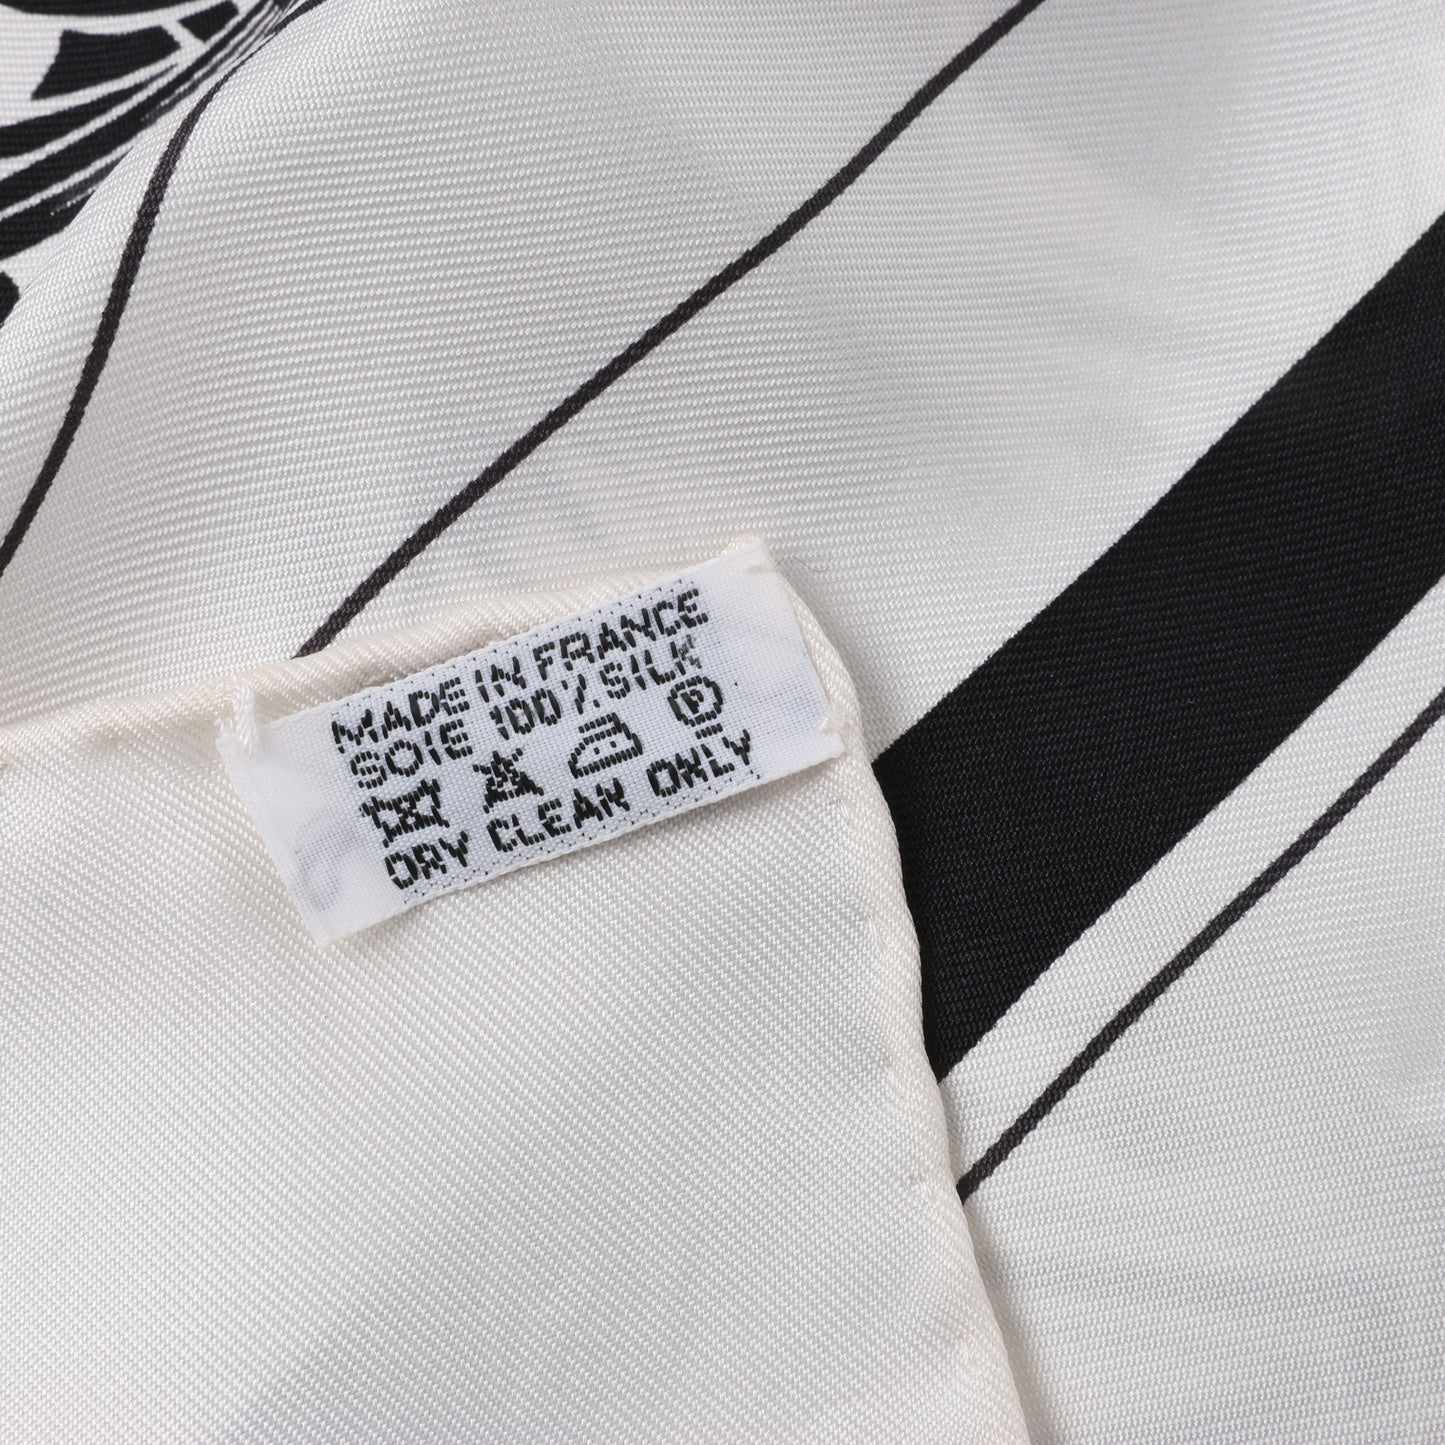 MADE IN FRANCE
SOIE 100% SILK
P
DRY CLEAN ONLY